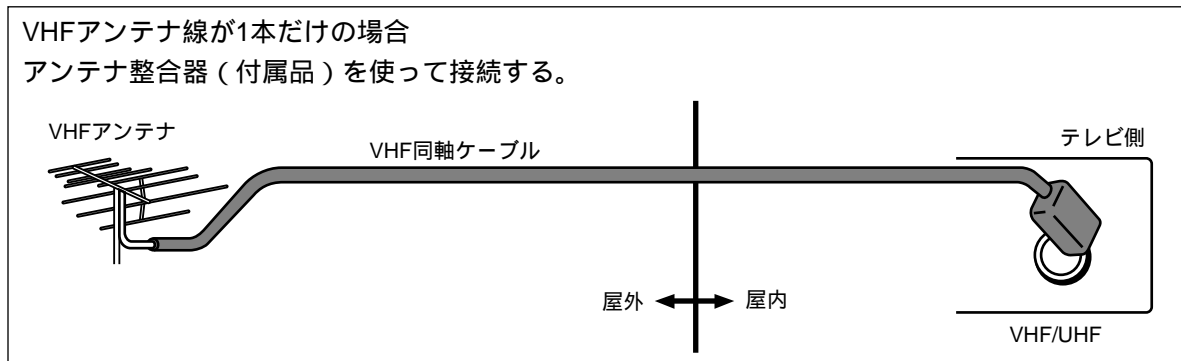 VHFアンテナ線が1本だけの場合
アンテナ整合器（付属品）を使って接続する。
VHFアンテナ
VHF同軸ケーブル
テレビ側
屋外
屋内
VHF/UHF